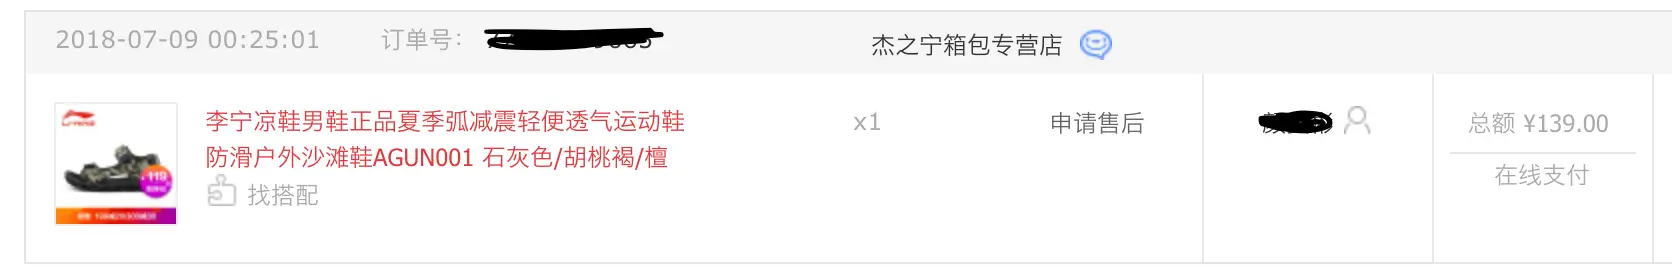 2018-07-09 00:25:01
订单号：
杰之宁箱包专营店
李宁凉鞋男鞋正品夏季弧减震轻便透气运动鞋
防滑户外沙滩鞋AGUN001 石灰色/胡桃褐/檀
找搭配
x1
申请售后
总额 ¥139.00
在线支付
119